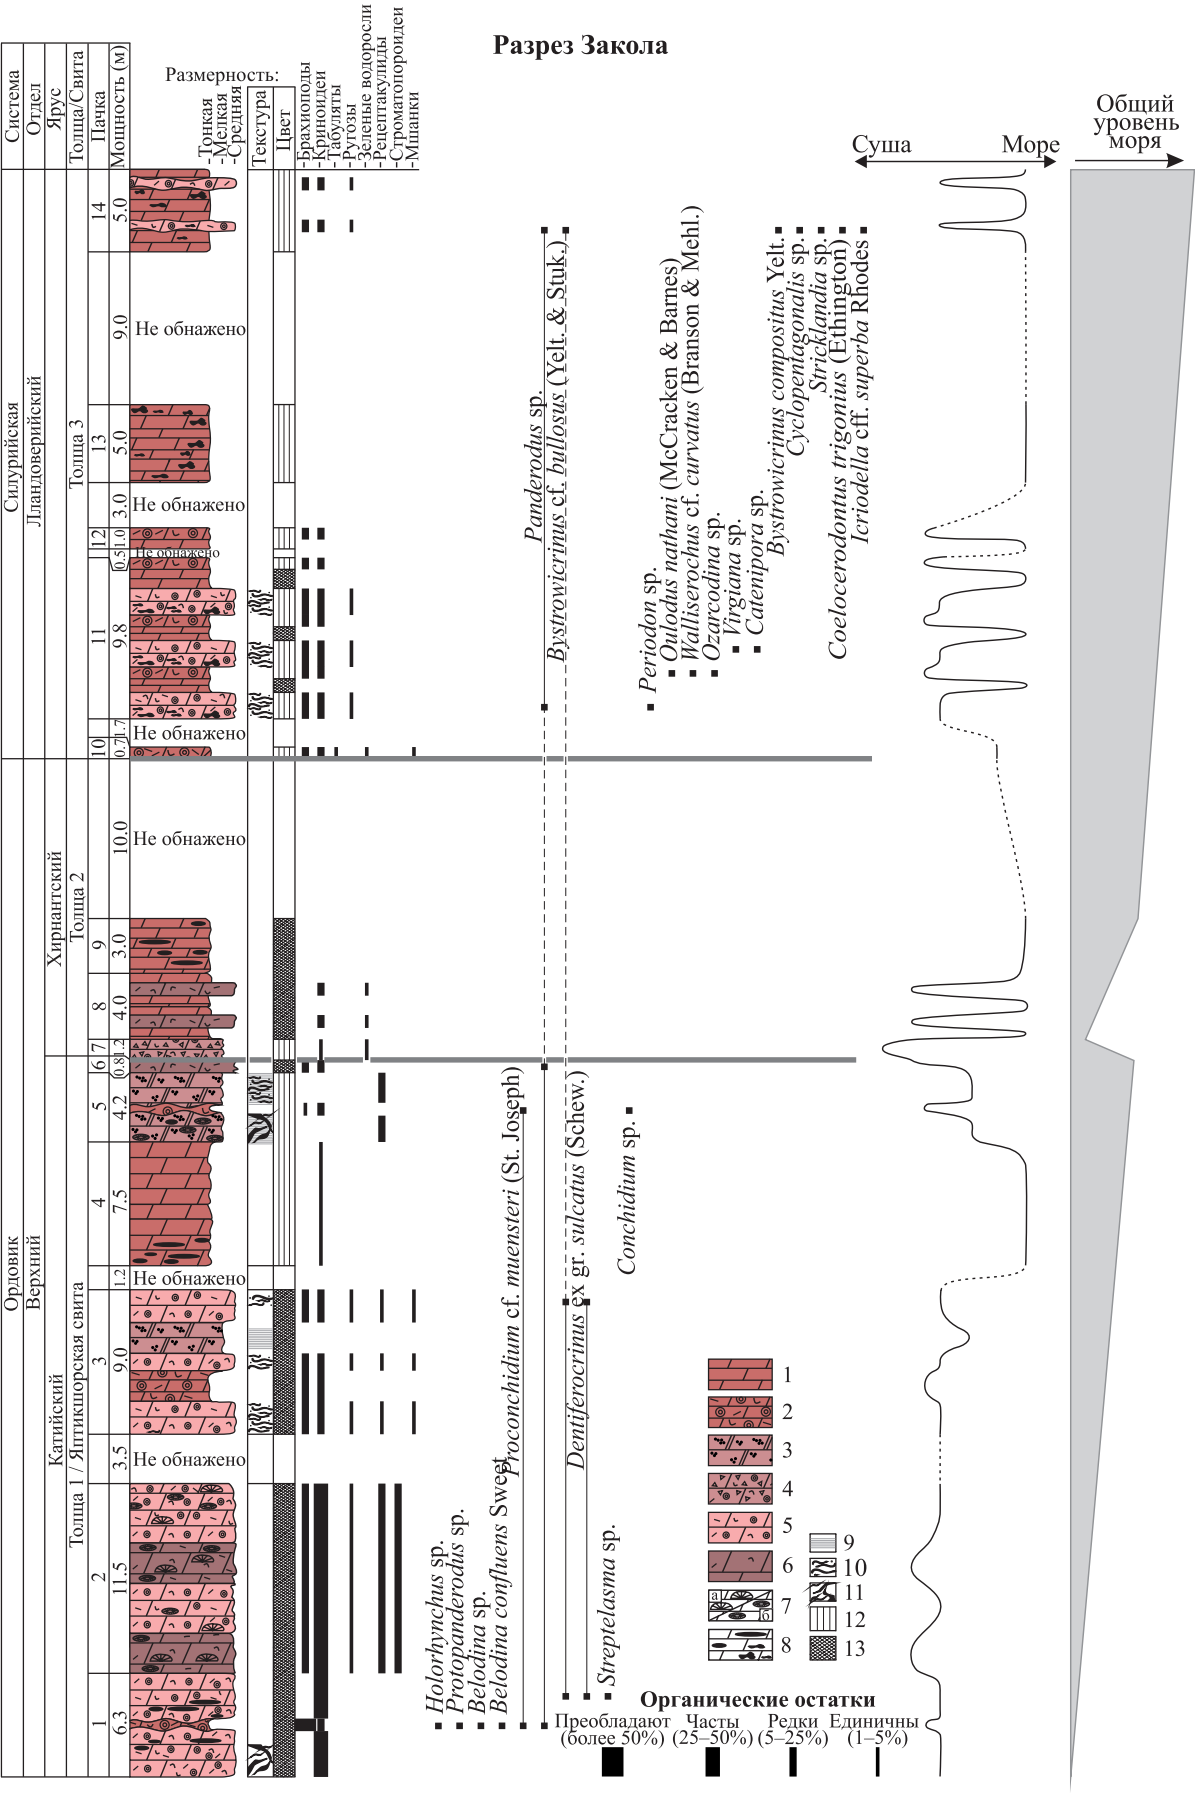 Разрез Закола
Система
Отдел
Ярус
Толща/Свита
Пачка
Мощность (м)
Размерность:
-Тонкая
-Мелкая
-Средняя
Текстура
Цвет
-Брахиоподы
-Криноидеи
-Табуляты
-Ругозы
-Зеленые водоросли
-Рецептакулиды
-Строматопороидеи
-Мшанки
Суша
Море
Общий
уровень
моря
Силурийская
Лландоверийский
Толща 3
14
5.0
9.0
Не обнажено
13
5.0
3.0
Не обнажено
12
1.0
0.5
Не обнажено
11
9.8
1.7
Не обнажено
10
0.7
Ордовик
Верхний
Хирнантский
Толща 2
10.0
Не обнажено
9
3.0
8
4.0
7
1.2
Катийский
Толща 1 / Яптикшорская свита
6
0.8
5
4.2
4
7.5
1.2
Не обнажено
3
9.0
3.5
Не обнажено
2
11.5
1
6.3
Holorhynchus sp.
Protopanderodus sp.
Belodina sp.
Belodina confluens Sweet
Proconchidium cf. muensteri (St. Joseph)
Panderodus sp.
Bystrowicrinus cf. bullosus (Yelt. & Stuk.)
Dentiferocrinus ex gr. sulcatus (Schew.)
Streptelasma sp.
Conchidium sp.
Periodon sp.
Oulodus nathani (McCracken & Barnes)
Walliserochus cf. curvatus (Branson & Mehl.)
Ozarcodina sp.
Virgiana sp.
Catenipora sp.
Bystrowicrinus compositus Yelt.
Cyclopentagonalis sp.
Stricklandia sp.
Coelocerodontus trigonius (Ethington)
Icriodella cff. superba Rhodes
1
2
3
4
5
6
а
б
7
8
9
10
11
12
13
Органические остатки
Преобладают Часты Редки Единичны
(более 50%) (25–50%) (5–25%) (1–5%)